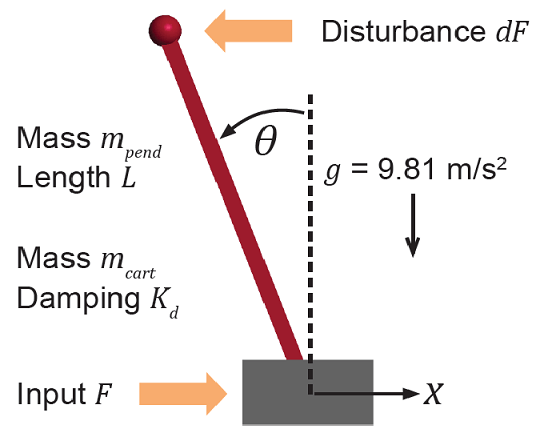 Disturbance dF
Mass m_pend
Length L
θ
g = 9.81 m/s²
Mass m_cart
Damping K_d
Input F
X